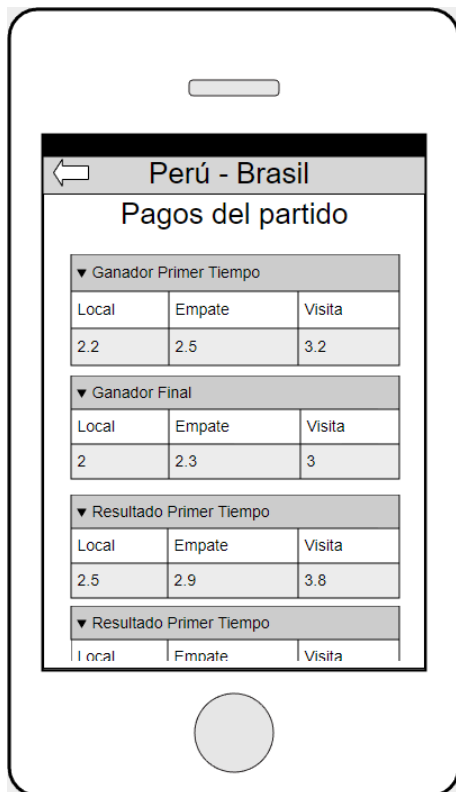 Perú - Brasil
Pagos del partido
▼ Ganador Primer Tiempo
Local Empate Visita
2.2 2.5 3.2
▼ Ganador Final
Local Empate Visita
2 2.3 3
▼ Resultado Primer Tiempo
Local Empate Visita
2.5 2.9 3.8
▼ Resultado Primer Tiempo
Local Empate Visita